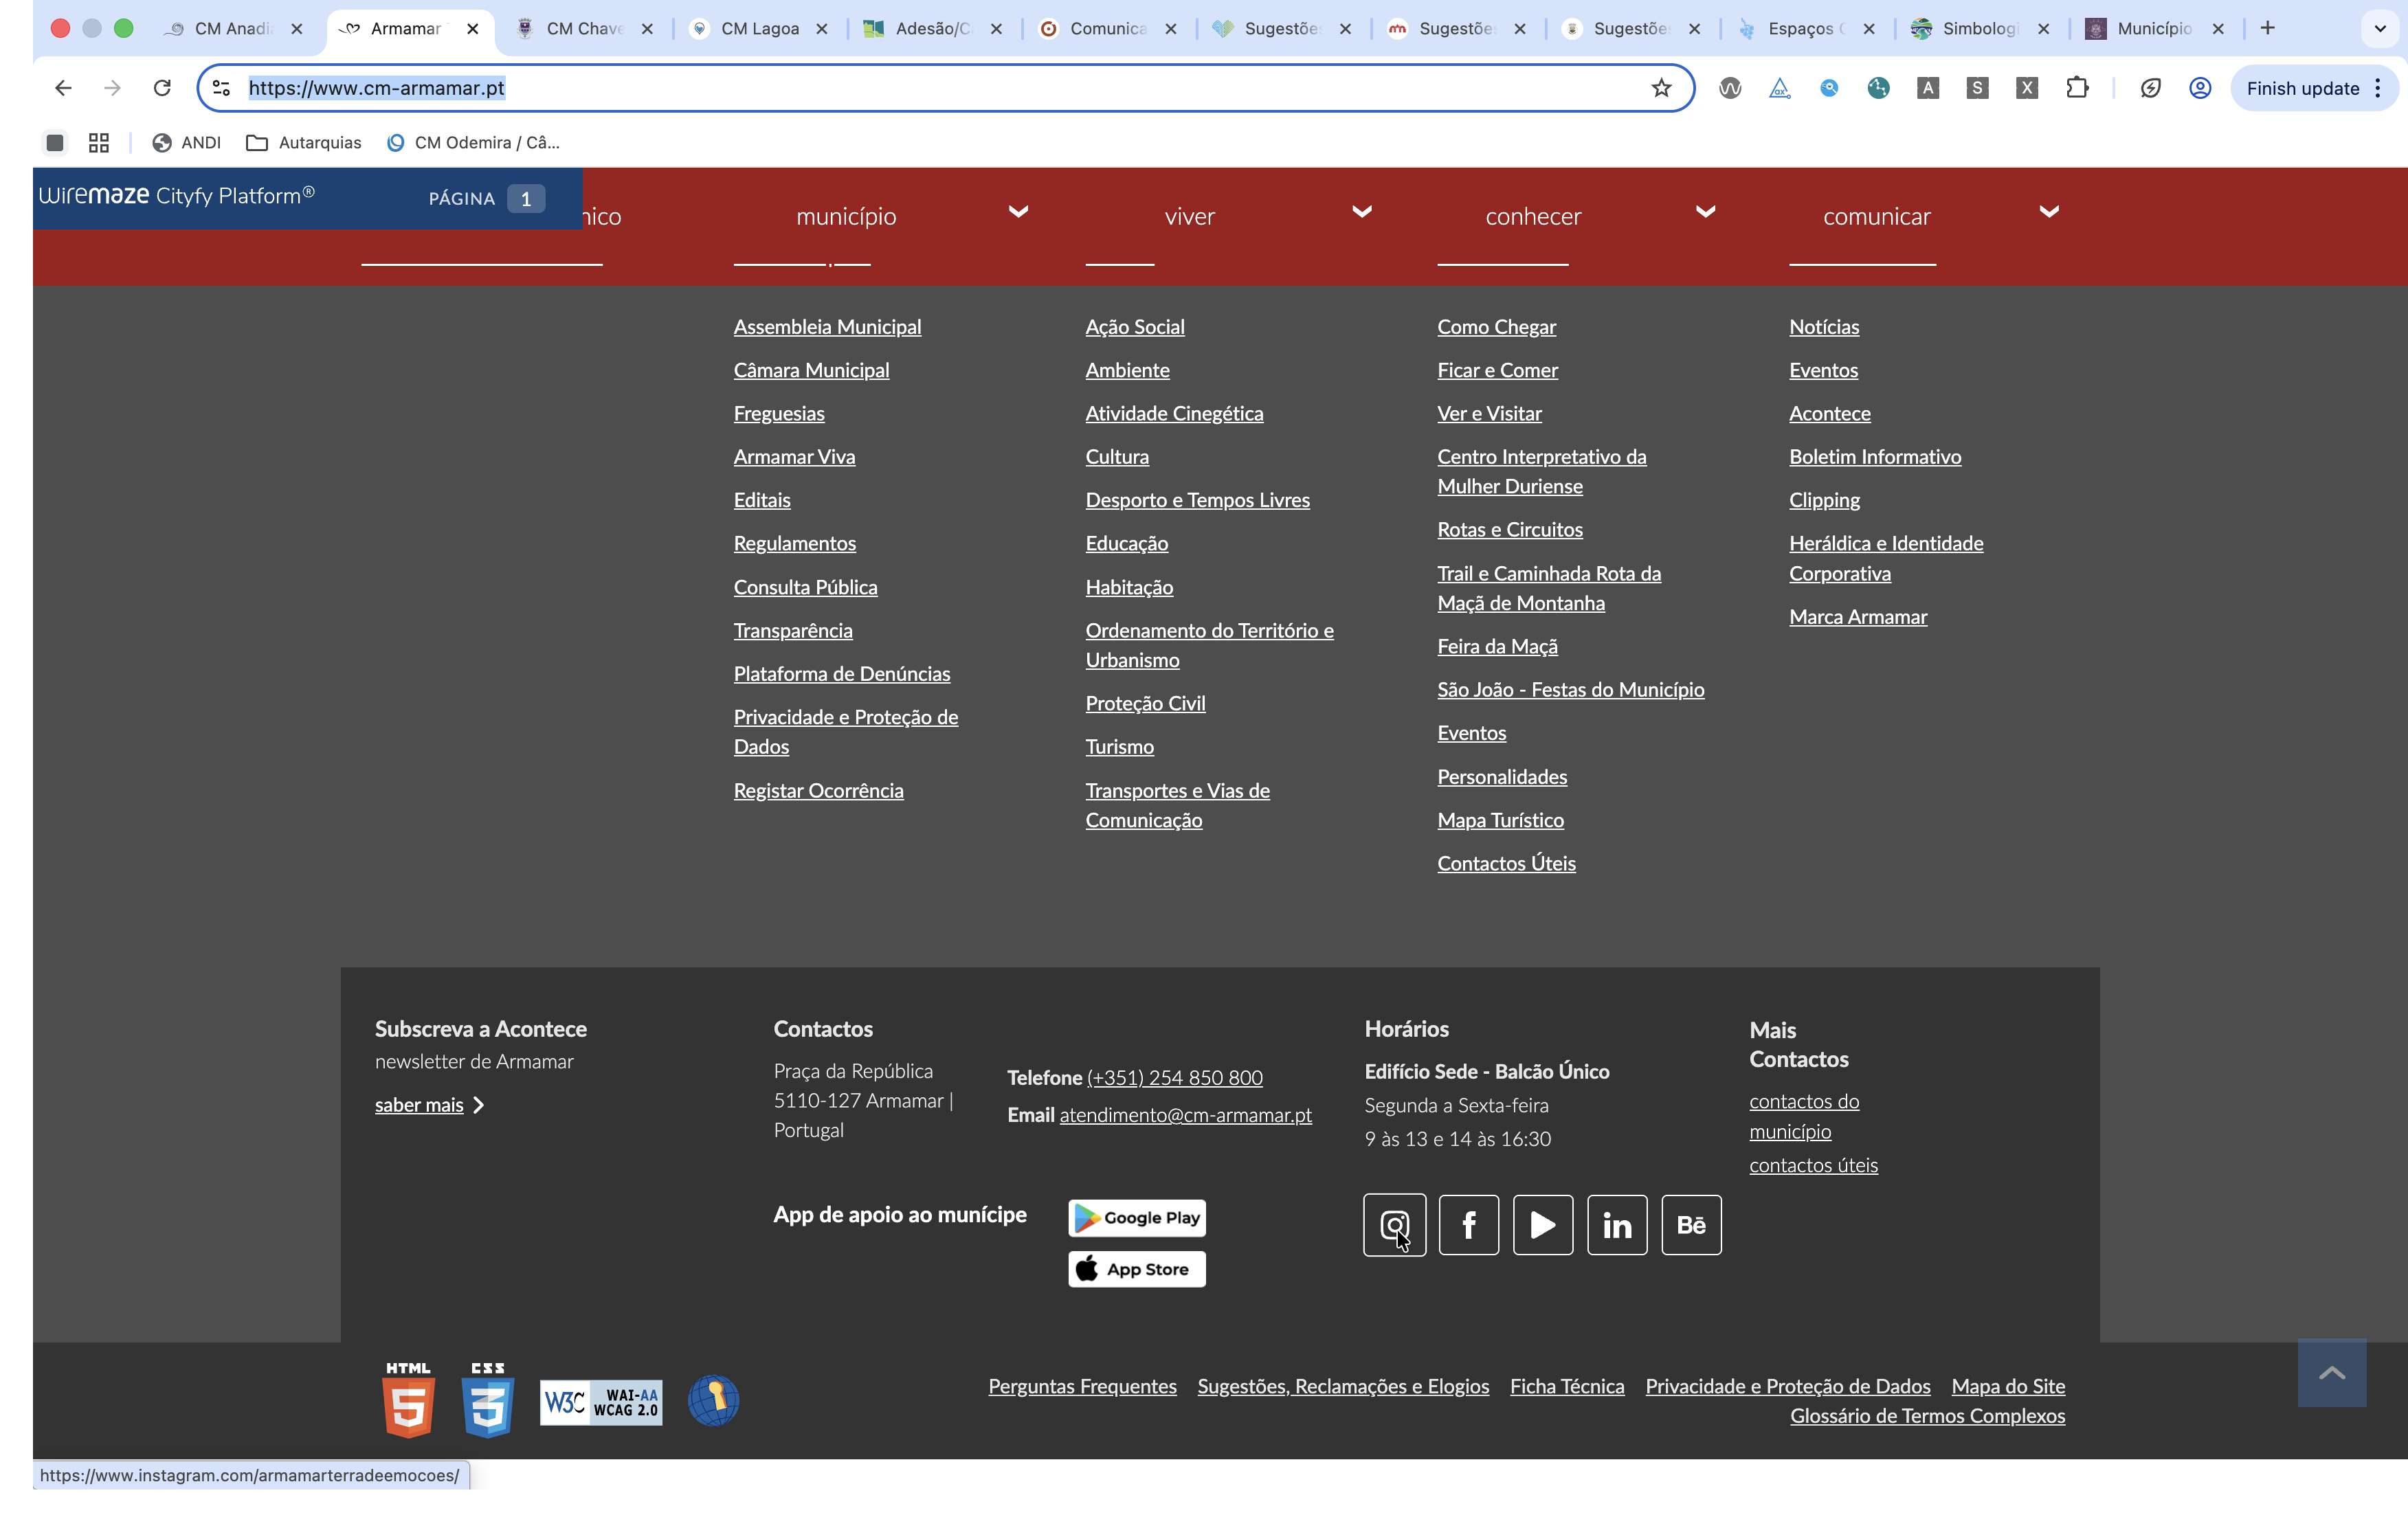 CM Anadi
Armamar
CM Chave
CM Lagoa
Adesão/C
Comunica
Sugestões
Sugestões
Sugestões
Espaços
Simbologi
Município
https://www.cm-armamar.pt
Finish update
ANDI
Autarquias
CM Odemira / Câ...
wiremaze Cityfy Platform®
PÁGINA 1
nico
município
viver
conhecer
comunicar
Assembleia Municipal
Câmara Municipal
Freguesias
Armamar Viva
Editais
Regulamentos
Consulta Pública
Transparência
Plataforma de Denúncias
Privacidade e Proteção de
Dados
Registar Ocorrência
Ação Social
Ambiente
Atividade Cinegética
Cultura
Desporto e Tempos Livres
Educação
Habitação
Ordenamento do Território e
Urbanismo
Proteção Civil
Turismo
Transportes e Vias de
Comunicação
Como Chegar
Ficar e Comer
Ver e Visitar
Centro Interpretativo da
Mulher Duriense
Rotas e Circuitos
Trail e Caminhada Rota da
Maçã de Montanha
Feira da Maçã
São João - Festas do Município
Eventos
Personalidades
Mapa Turístico
Contactos Úteis
Notícias
Eventos
Acontece
Boletim Informativo
Clipping
Heráldica e Identidade
Corporativa
Marca Armamar
Subscreva a Acontece
newsletter de Armamar
saber mais
Contactos
Praça da República
5110-127 Armamar |
Portugal
Telefone (+351) 254 850 800
Email atendimento@cm-armamar.pt
App de apoio ao munícipe
Google Play
App Store
Horários
Edifício Sede - Balcão Único
Segunda a Sexta-feira
9 às 13 e 14 às 16:30
Mais
Contactos
contactos do
município
contactos úteis
f
in
Bē
HTML
5
CSS
3
W3C WAI-AA
WCAG 2.0
Perguntas Frequentes
Sugestões, Reclamações e Elogios
Ficha Técnica
Privacidade e Proteção de Dados
Mapa do Site
Glossário de Termos Complexos
https://www.instagram.com/armamarterradeemocoes/